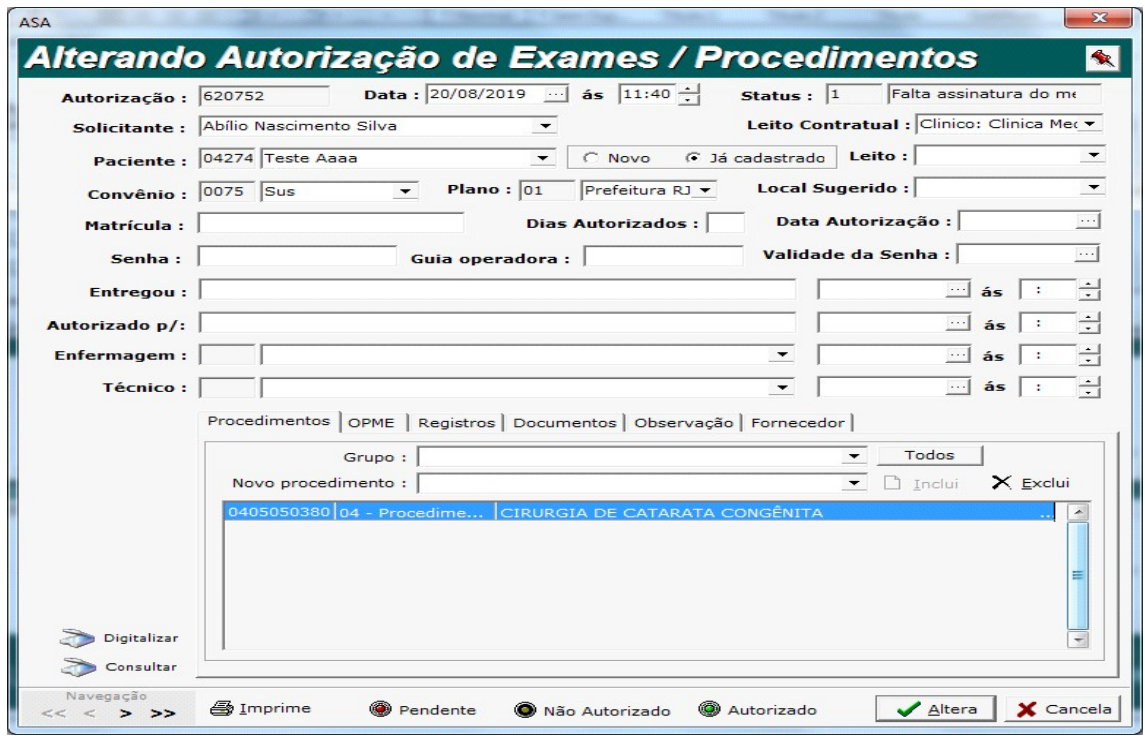 ASA
Alterando Autorização de Exames / Procedimentos
Autorização : 620752 Data : 20/08/2019 ... ás 11:40 Status : 1 Falta assinatura do me
Solicitante : Abílio Nascimento Silva Leito Contratual : Clinico: Clinica Mec
Paciente : 04274 Teste Aaaa Novo Já cadastrado Leito :
Convênio : 0075 Sus Plano : 01 Prefeitura RJ Local Sugerido :
Matrícula : Dias Autorizados : Data Autorização : ...
Senha : Guia operadora : Validade da Senha : ...
Entregou : ... ás :
Autorizado p/: ... ás :
Enfermagem : ... ás :
Técnico : ... ás :
Procedimentos OPME Registros Documentos Observação Fornecedor
Grupo : Todos
Novo procedimento : Inclui Exclui
0405050380 04 - Procedime... CIRURGIA DE CATARATA CONGÊNITA ...
Digitalizar
Consultar
Navegação
<< < > >> Imprime Pendente Não Autorizado Autorizado Altera Cancela